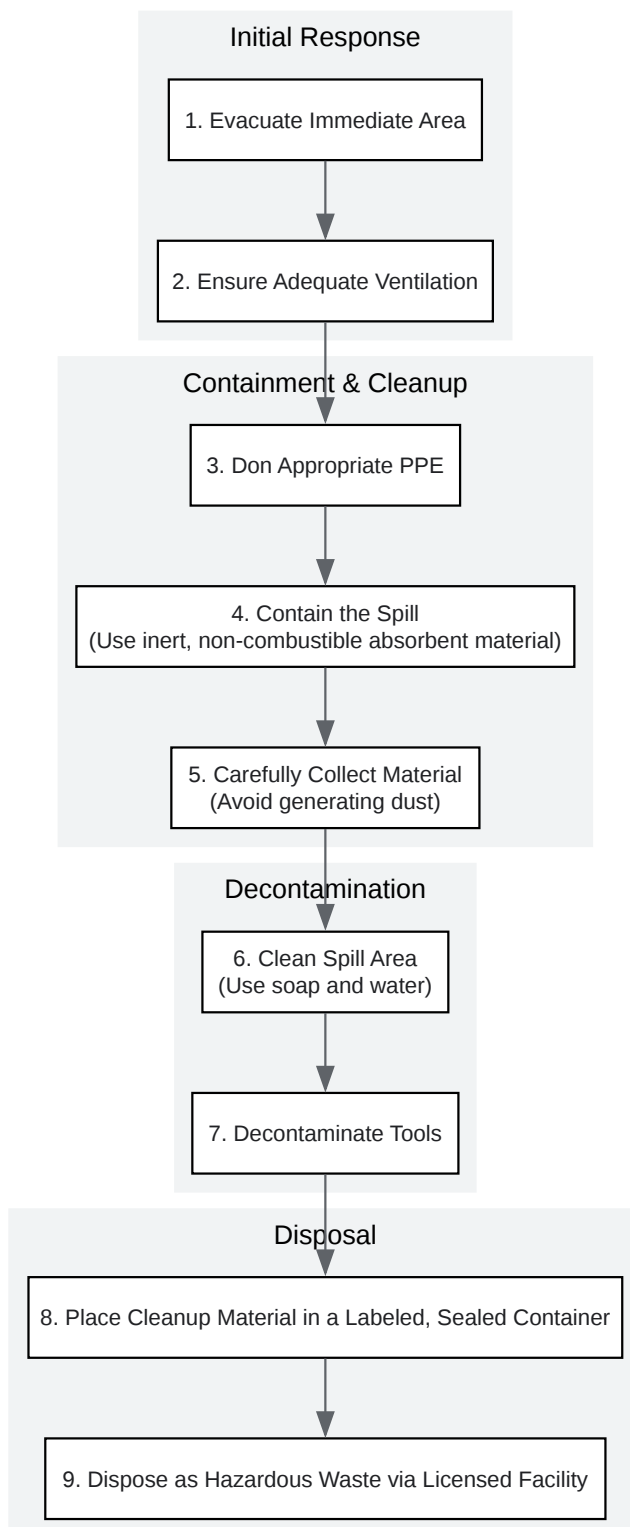 Initial Response
1. Evacuate Immediate Area
2. Ensure Adequate Ventilation
Containment & Cleanup
3. Don Appropriate PPE
4. Contain the Spill
(Use inert, non-combustible absorbent material)
5. Carefully Collect Material
(Avoid generating dust)
Decontamination
6. Clean Spill Area
(Use soap and water)
7. Decontaminate Tools
Disposal
8. Place Cleanup Material in a Labeled, Sealed Container
9. Dispose as Hazardous Waste via Licensed Facility